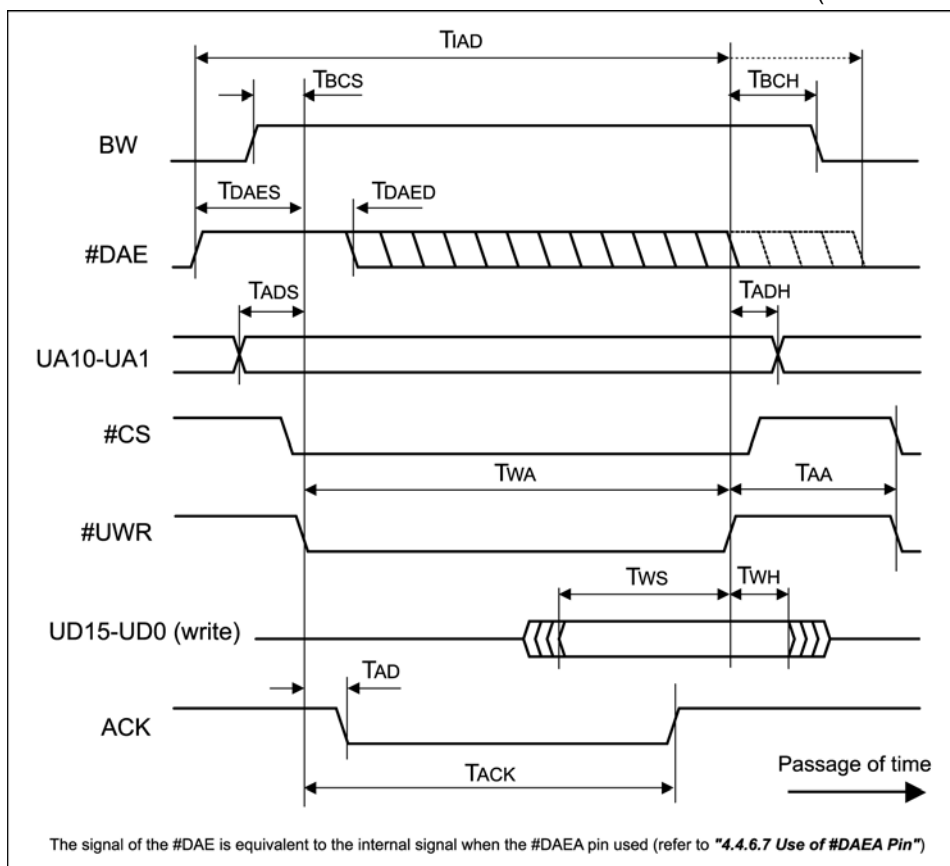 (
TIAD
TBCS
TBCH
BW
TDAES
TDAED
#DAE
TADS
TADH
UA10-UA1
#CS
TWA
TAA
#UWR
TWS
TWH
UD15-UD0 (write)
TAD
ACK
TACK
Passage of time
The signal of the #DAE is equivalent to the internal signal when the #DAEA pin used (refer to "4.4.6.7 Use of #DAEA Pin")